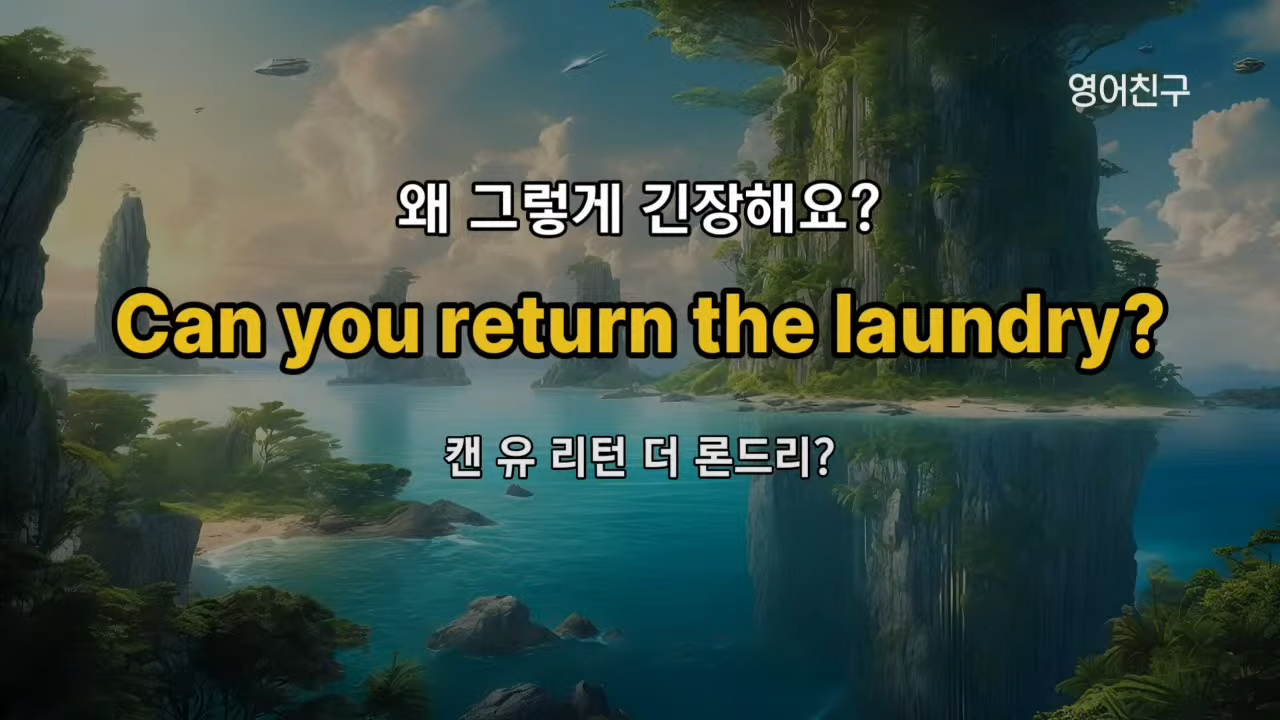 영어친구
왜 그렇게 긴장해요?
Can you return the laundry?
캔 유 리턴 더 론드리?